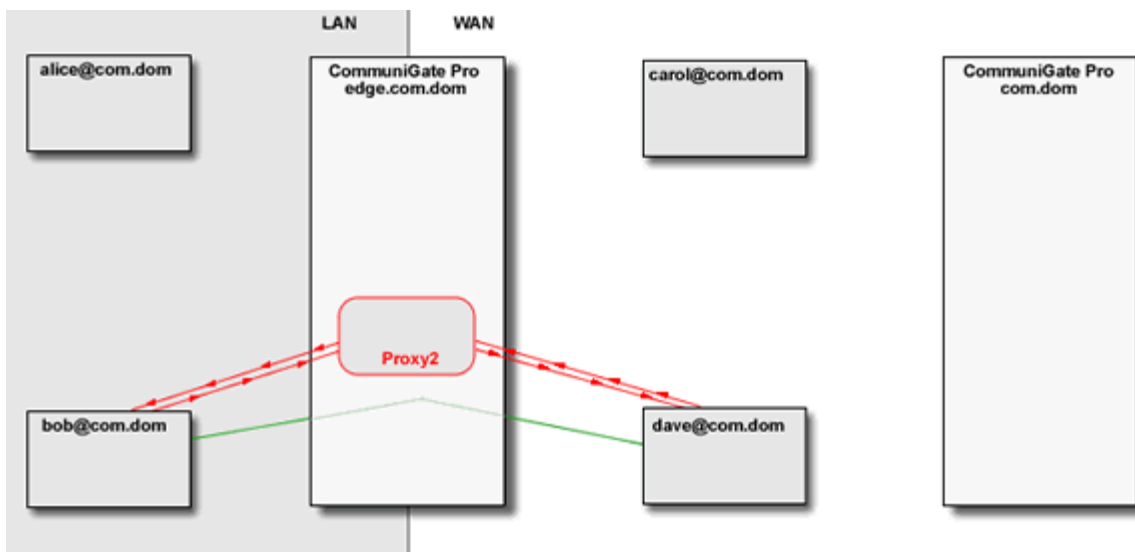 LAN
WAN
alice@com.dom
CommuniGate Pro
edge.com.dom
carol@com.dom
CommuniGate Pro
com.dom
Proxy2
bob@com.dom
dave@com.dom